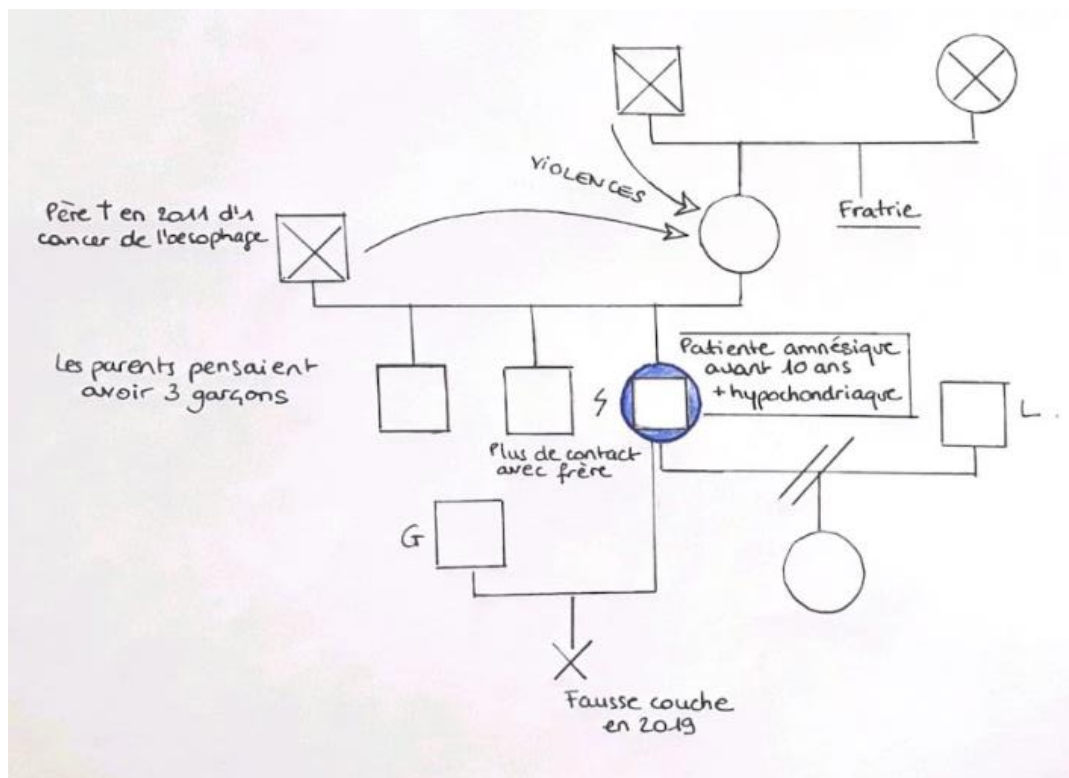 VIOLENCES
Fratrie
Père † en 2011 d'1
cancer de l'oesophage
Les parents pensaient
avoir 3 garçons
Patiente amnésique
avant 10 ans
+ hypochondriaque
L.
Plus de contact
avec frère
G
Fausse couche
en 2019